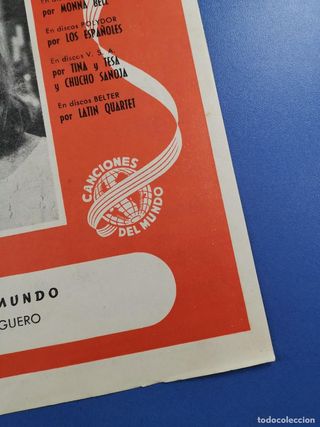 por MONNA BELL
En discos POLYDOR
por LOS ESPAÑOLES
En discos V. S. A.
por TINA y TESA
y CHUCHO SANOJA
En discos BELTER
por LATIN QUARTET
CANCIONES
DEL MUNDO
MUNDO
GUERO
todocoleccion